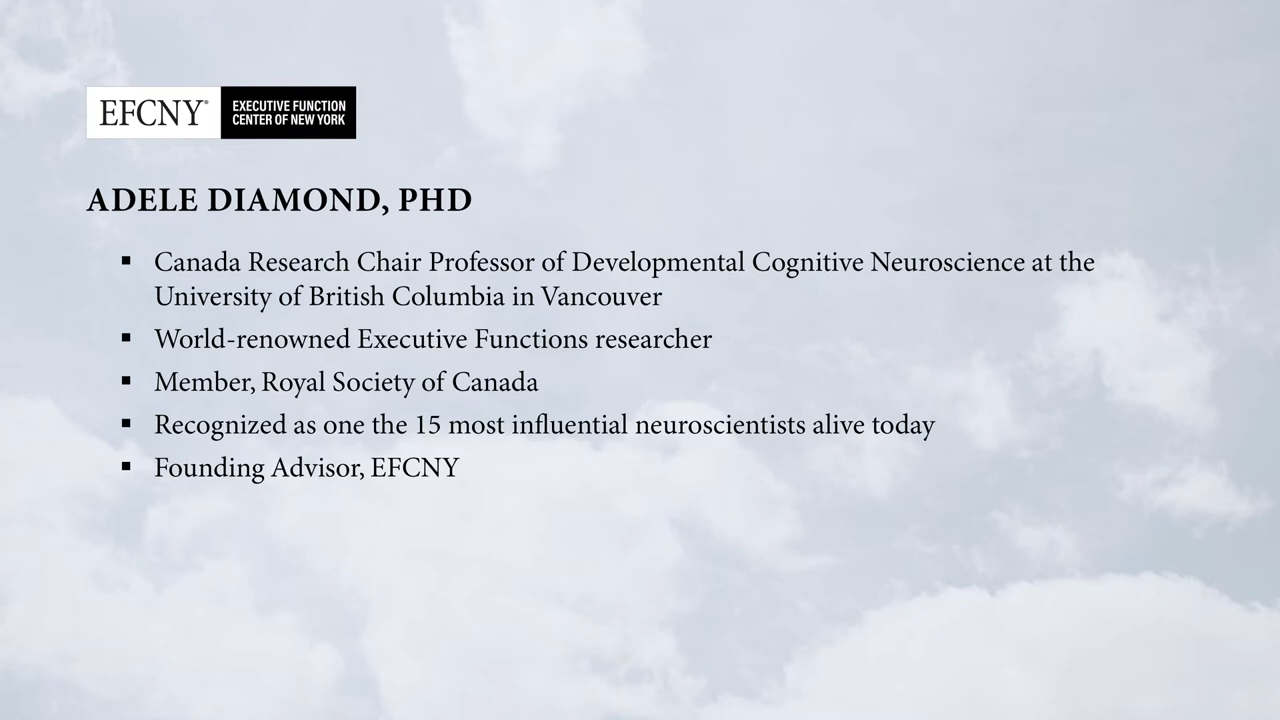 EFCNY®
EXECUTIVE FUNCTION
CENTER OF NEW YORK
ADELE DIAMOND, PHD
▪ Canada Research Chair Professor of Developmental Cognitive Neuroscience at the
University of British Columbia in Vancouver
▪ World-renowned Executive Functions researcher
▪ Member, Royal Society of Canada
▪ Recognized as one the 15 most influential neuroscientists alive today
▪ Founding Advisor, EFCNY